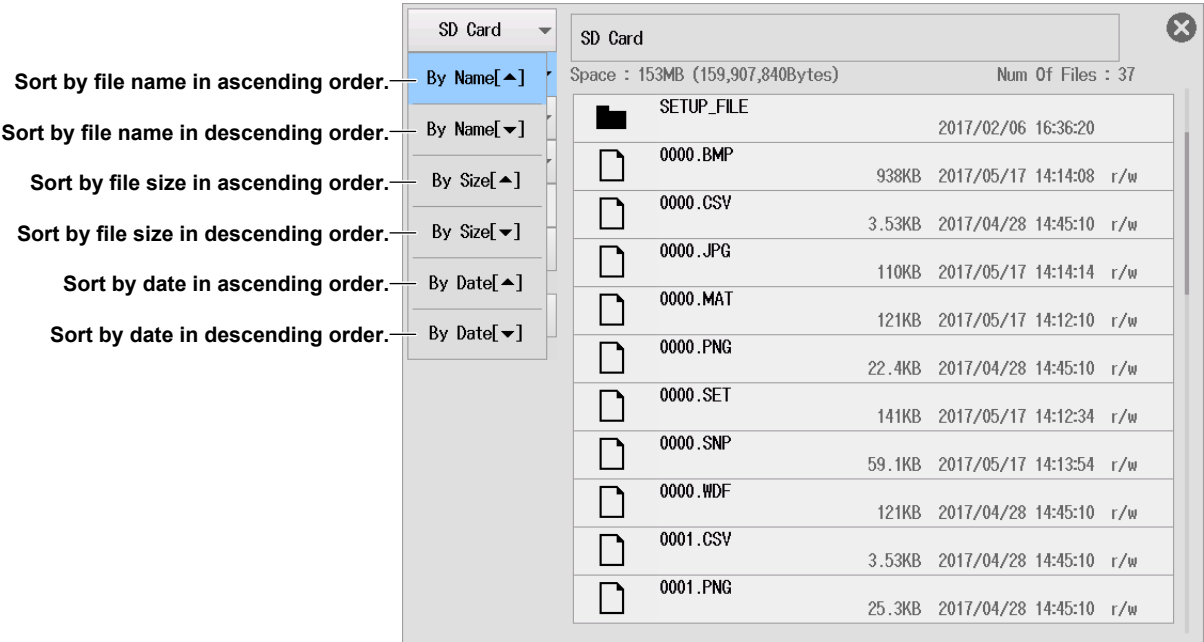 SD Card
SD Card
Sort by file name in ascending order. By Name[▲]
Space : 153MB (159,907,840Bytes) Num Of Files : 37
SETUP_FILE
2017/02/06 16:36:20
Sort by file name in descending order. By Name[▼]
0000.BMP
938KB 2017/05/17 14:14:08 r/w
Sort by file size in ascending order. By Size[▲]
0000.CSV
3.53KB 2017/04/28 14:45:10 r/w
Sort by file size in descending order. By Size[▼]
0000.JPG
110KB 2017/05/17 14:14:14 r/w
Sort by date in ascending order. By Date[▲]
0000.MAT
121KB 2017/05/17 14:12:10 r/w
Sort by date in descending order. By Date[▼]
0000.PNG
22.4KB 2017/04/28 14:45:10 r/w
0000.SET
141KB 2017/05/17 14:12:34 r/w
0000.SNP
59.1KB 2017/05/17 14:13:54 r/w
0000.WDF
121KB 2017/04/28 14:45:10 r/w
0001.CSV
3.53KB 2017/04/28 14:45:10 r/w
0001.PNG
25.3KB 2017/04/28 14:45:10 r/w